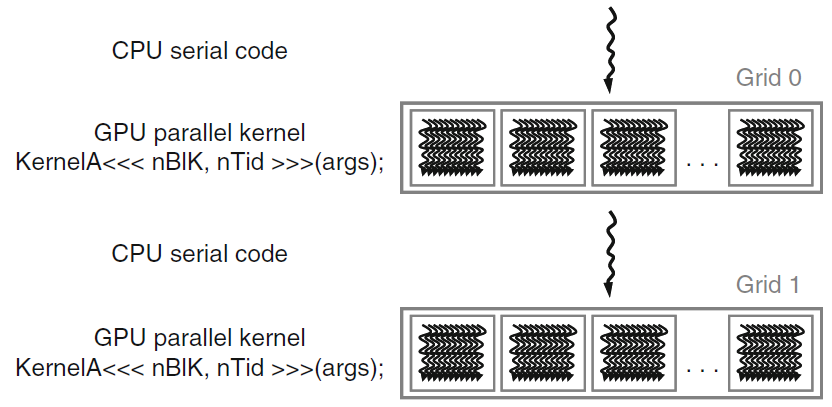 CPU serial code
Grid 0
GPU parallel kernel
KernelA<<< nBlK, nTid >>>(args);
. . .
CPU serial code
Grid 1
GPU parallel kernel
KernelA<<< nBlK, nTid >>>(args);
. . .